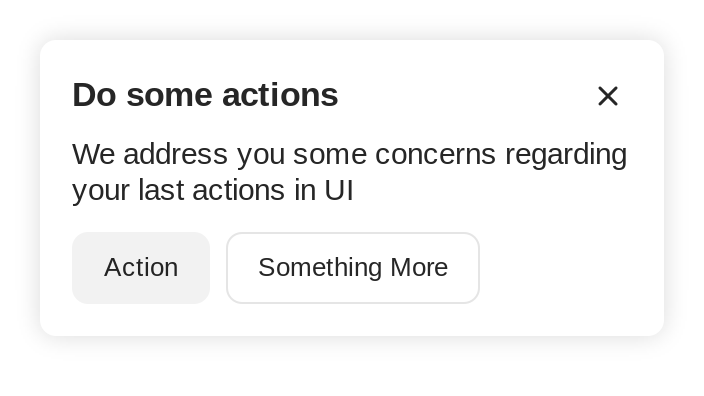 Do some actions
We address you some concerns regarding
your last actions in UI
Action
Something More